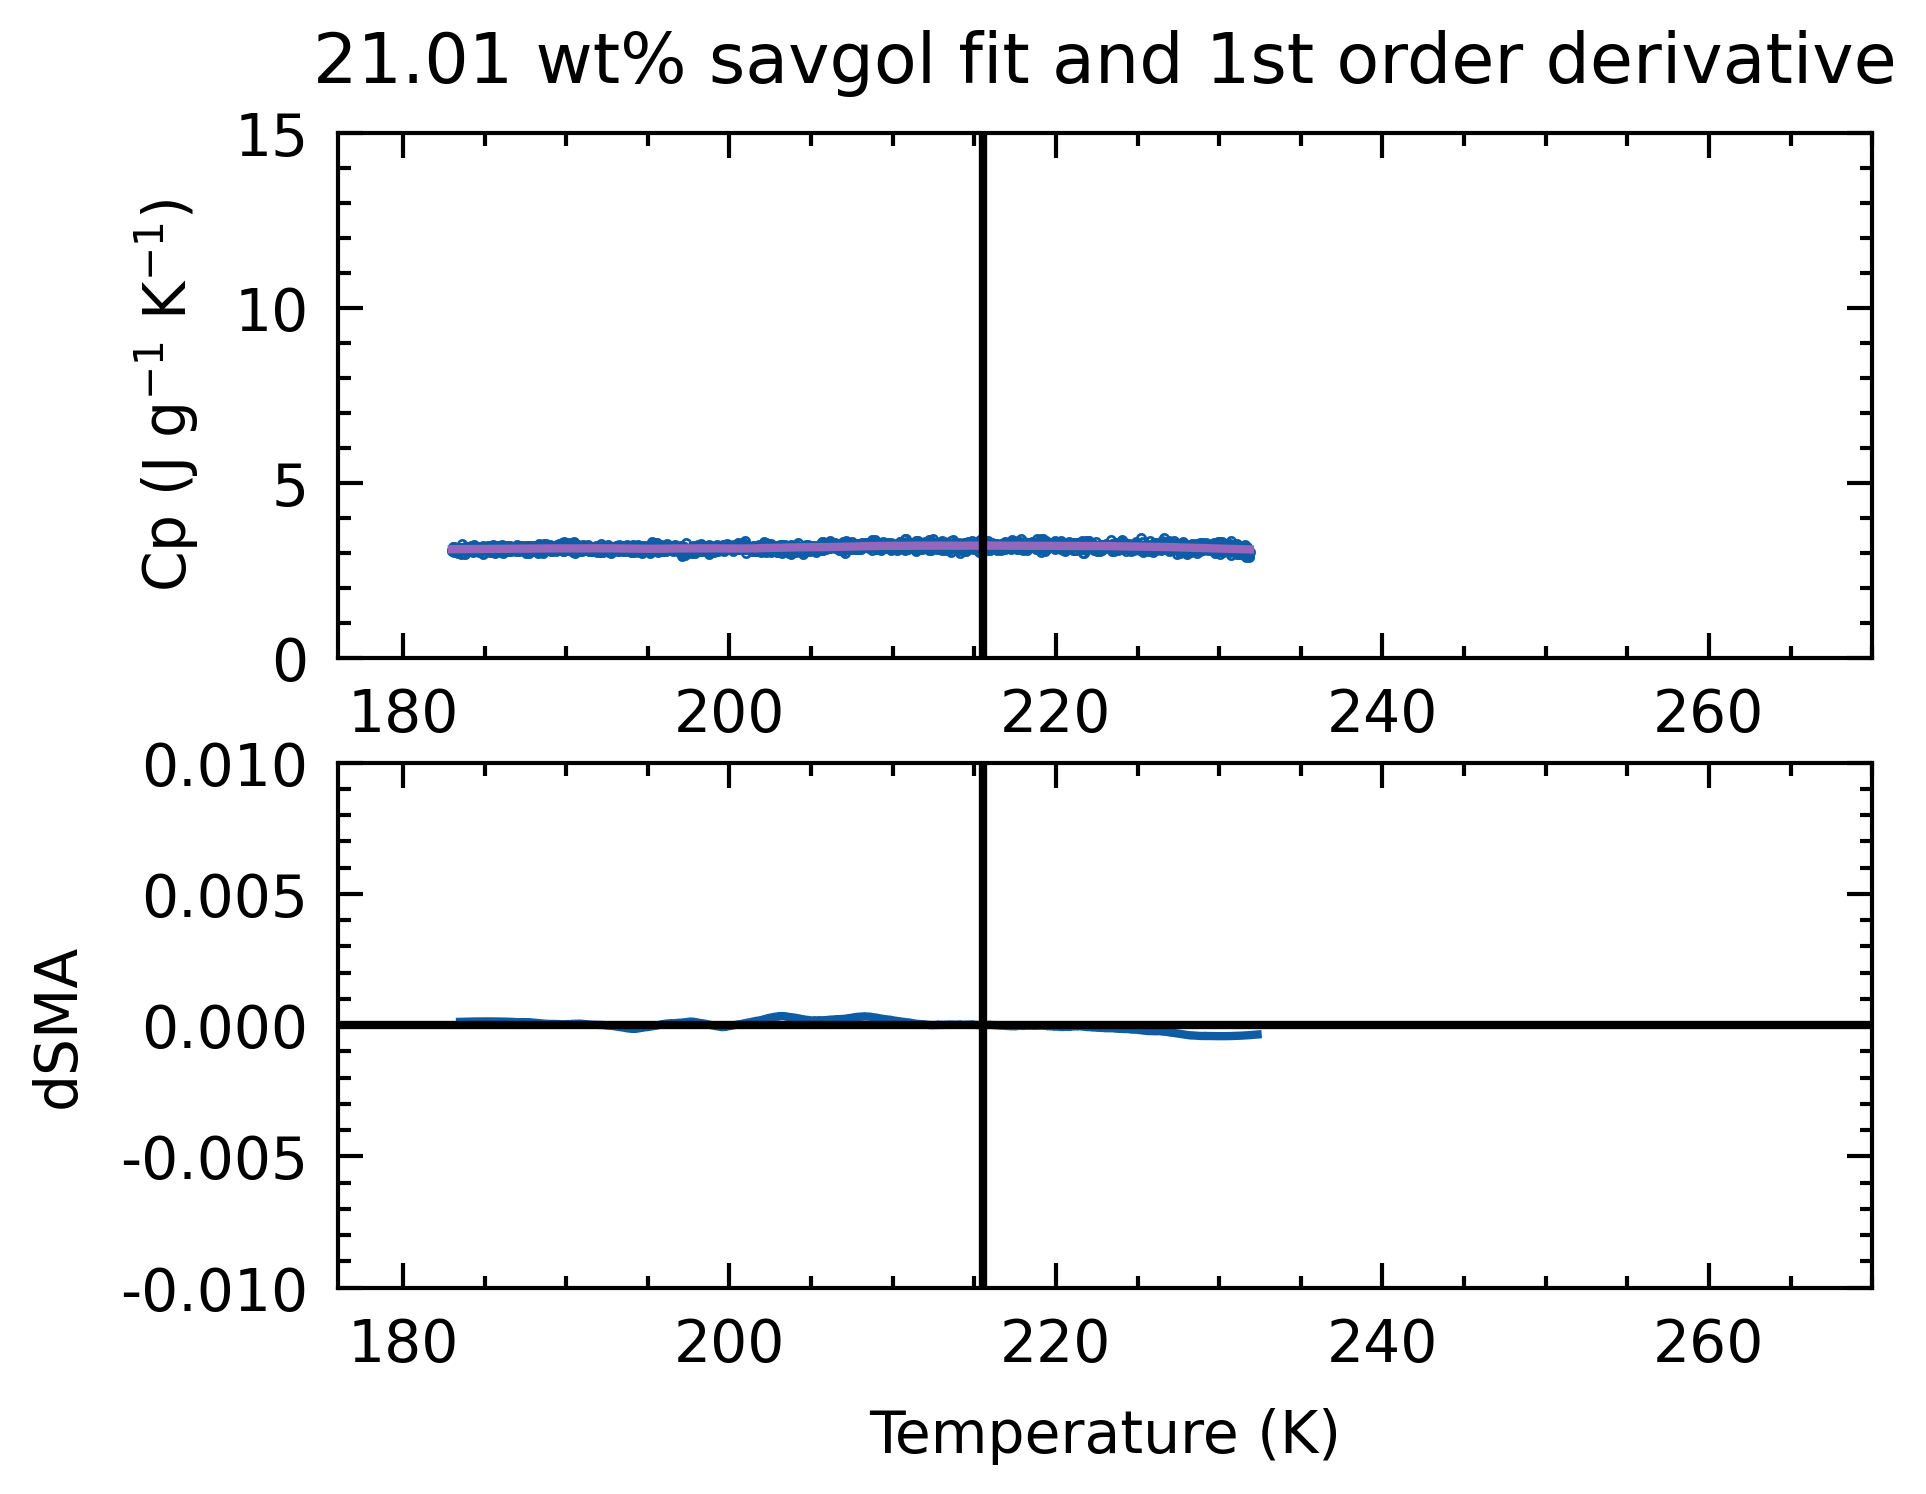 21.01 wt% savgol fit and 1st order derivative
15
10
5
0
Cp (J g⁻¹ K⁻¹)
180 200 220 240 260
0.010
0.005
0.000
-0.005
-0.010
dSMA
180 200 220 240 260
Temperature (K)